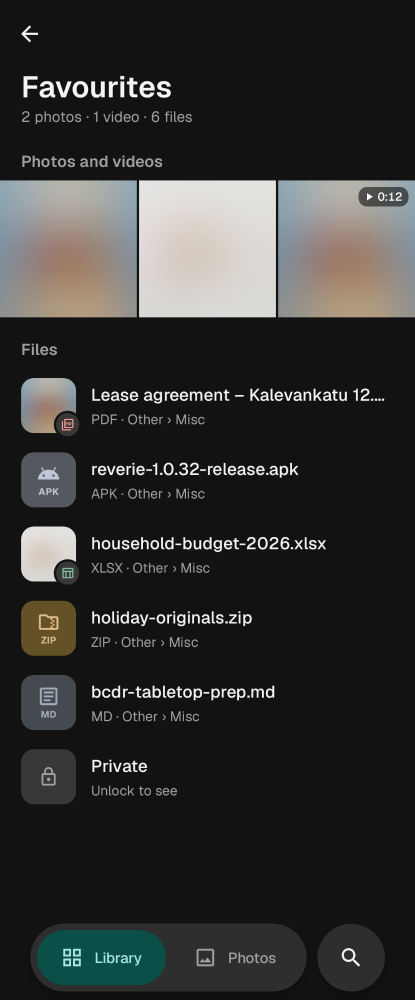 Favourites
2 photos · 1 video · 6 files
Photos and videos
0:12
Files
Lease agreement – Kalevankatu 12....
PDF · Other › Misc
APK
reverie-1.0.32-release.apk
APK · Other › Misc
household-budget-2026.xlsx
XLSX · Other › Misc
ZIP
holiday-originals.zip
ZIP · Other › Misc
MD
bcdr-tabletop-prep.md
MD · Other › Misc
Private
Unlock to see
Library
Photos